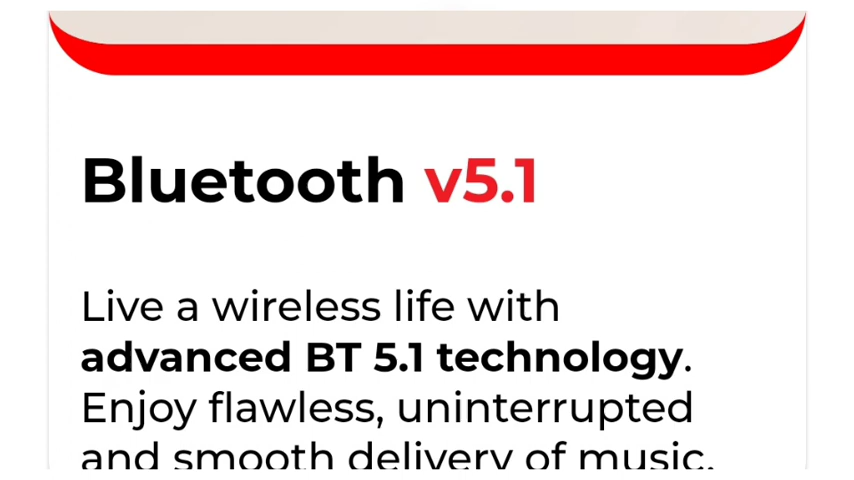 Bluetooth v5.1
Live a wireless life with
advanced BT 5.1 technology.
Enjoy flawless, uninterrupted
and smooth delivery of music.